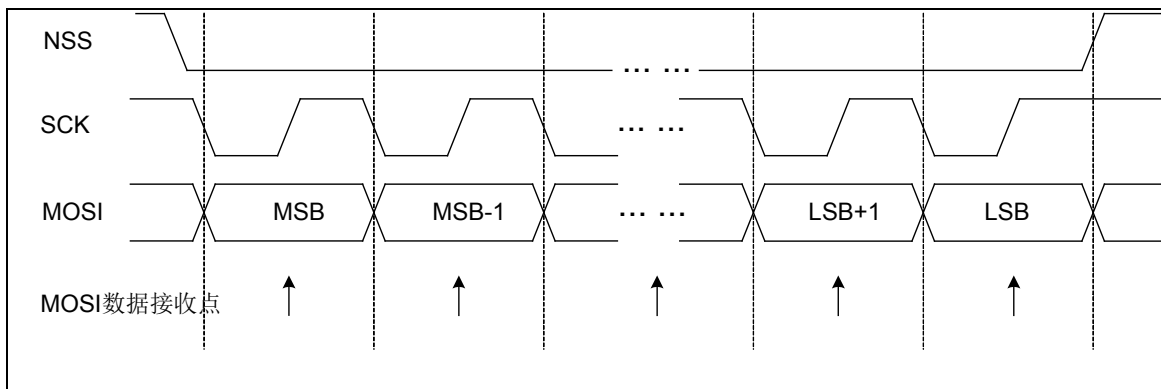 NSS
... ...
SCK
... ...
MOSI MSB MSB-1 ... ... LSB+1 LSB
MOSI数据接收点